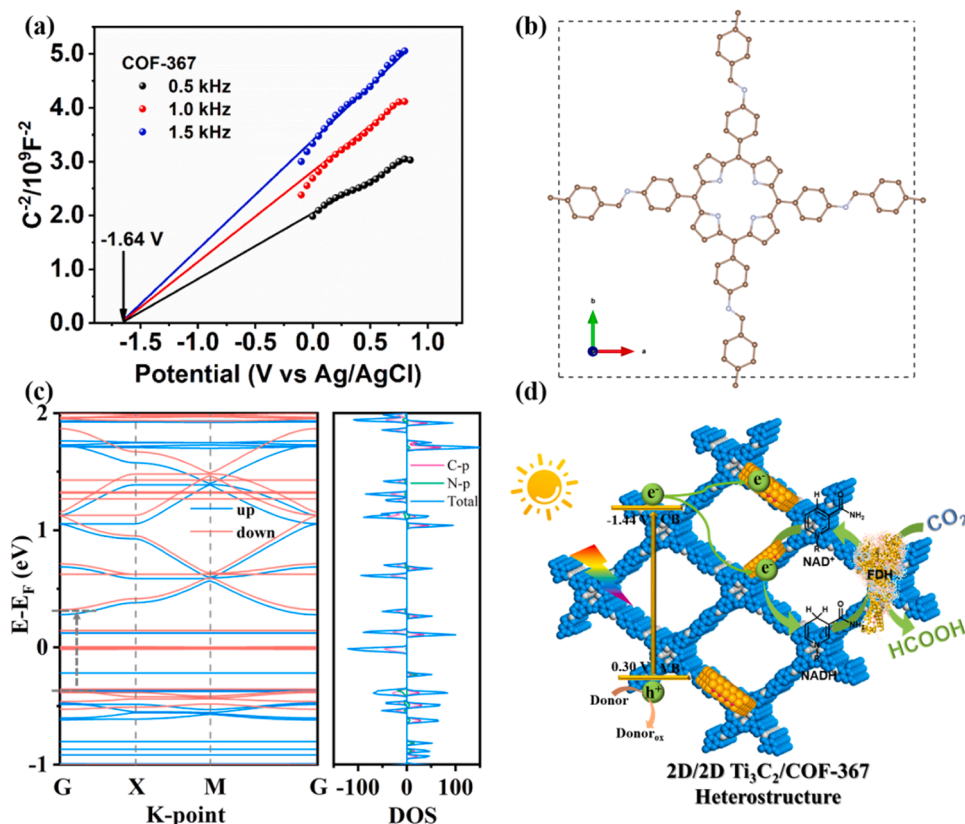 (a)
COF-367
0.5 kHz
1.0 kHz
1.5 kHz
C⁻²/10⁹F⁻²
5.0
4.0
3.0
2.0
1.0
0.0
-1.64 V
-1.5 -1.0 -0.5 0.0 0.5 1.0
Potential (V vs Ag/AgCl)
(b)
b
a
(c)
E-E_F (eV)
2
1
0
-1
up
down
G X M G
K-point
C-p
N-p
Total
-100 0 100
DOS
(d)
e⁻
e⁻
-1.44 V CB
e⁻
0.30 V VB
h⁺
Donor
Donor_ox
H
O
NH₂
N
R
NAD⁺
CO₂
FDH
H H
O
N
R
NADH
HCOOH
2D/2D Ti₃C₂/COF-367
Heterostructure